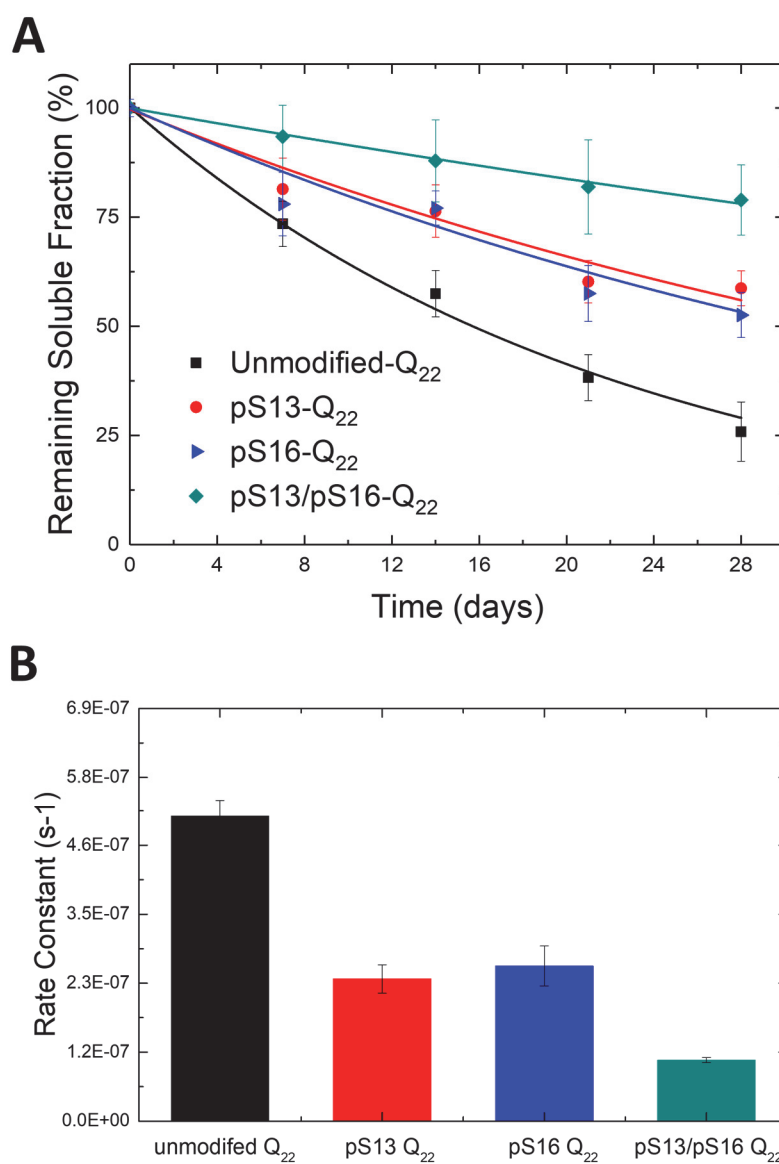 A
Remaining Soluble Fraction (%)
100
75
50
25
0
Unmodified-Q22
pS13-Q22
pS16-Q22
pS13/pS16-Q22
0 4 8 12 16 20 24 28
Time (days)
B
Rate Constant (s-1)
6.9E-07
5.8E-07
4.6E-07
3.5E-07
2.3E-07
1.2E-07
0.0E+00
unmodifed Q22 pS13 Q22 pS16 Q22 pS13/pS16 Q22